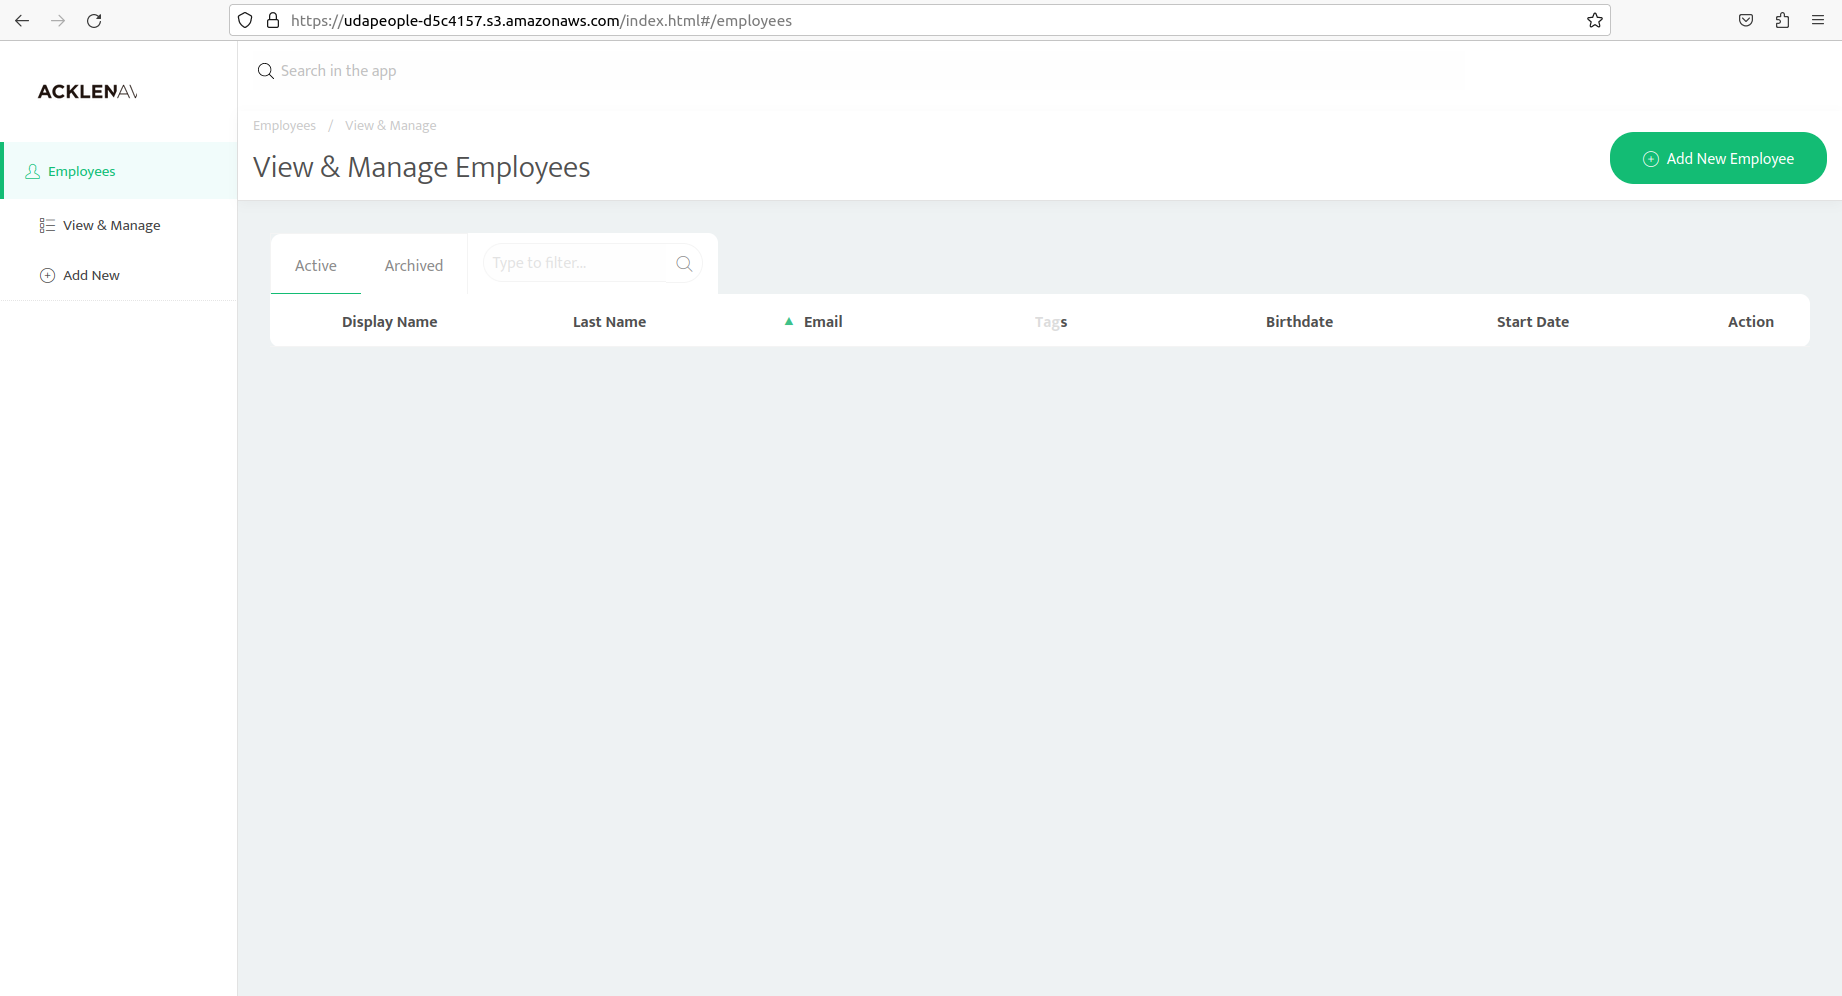 https://udapeople-d5c4157.s3.amazonaws.com/index.html#/employees
ACKLENAV
Search in the app
Employees / View & Manage
View & Manage Employees
Add New Employee
Employees
View & Manage
Add New
Active Archived Type to filter...
Display Name Last Name Email Tags Birthdate Start Date Action